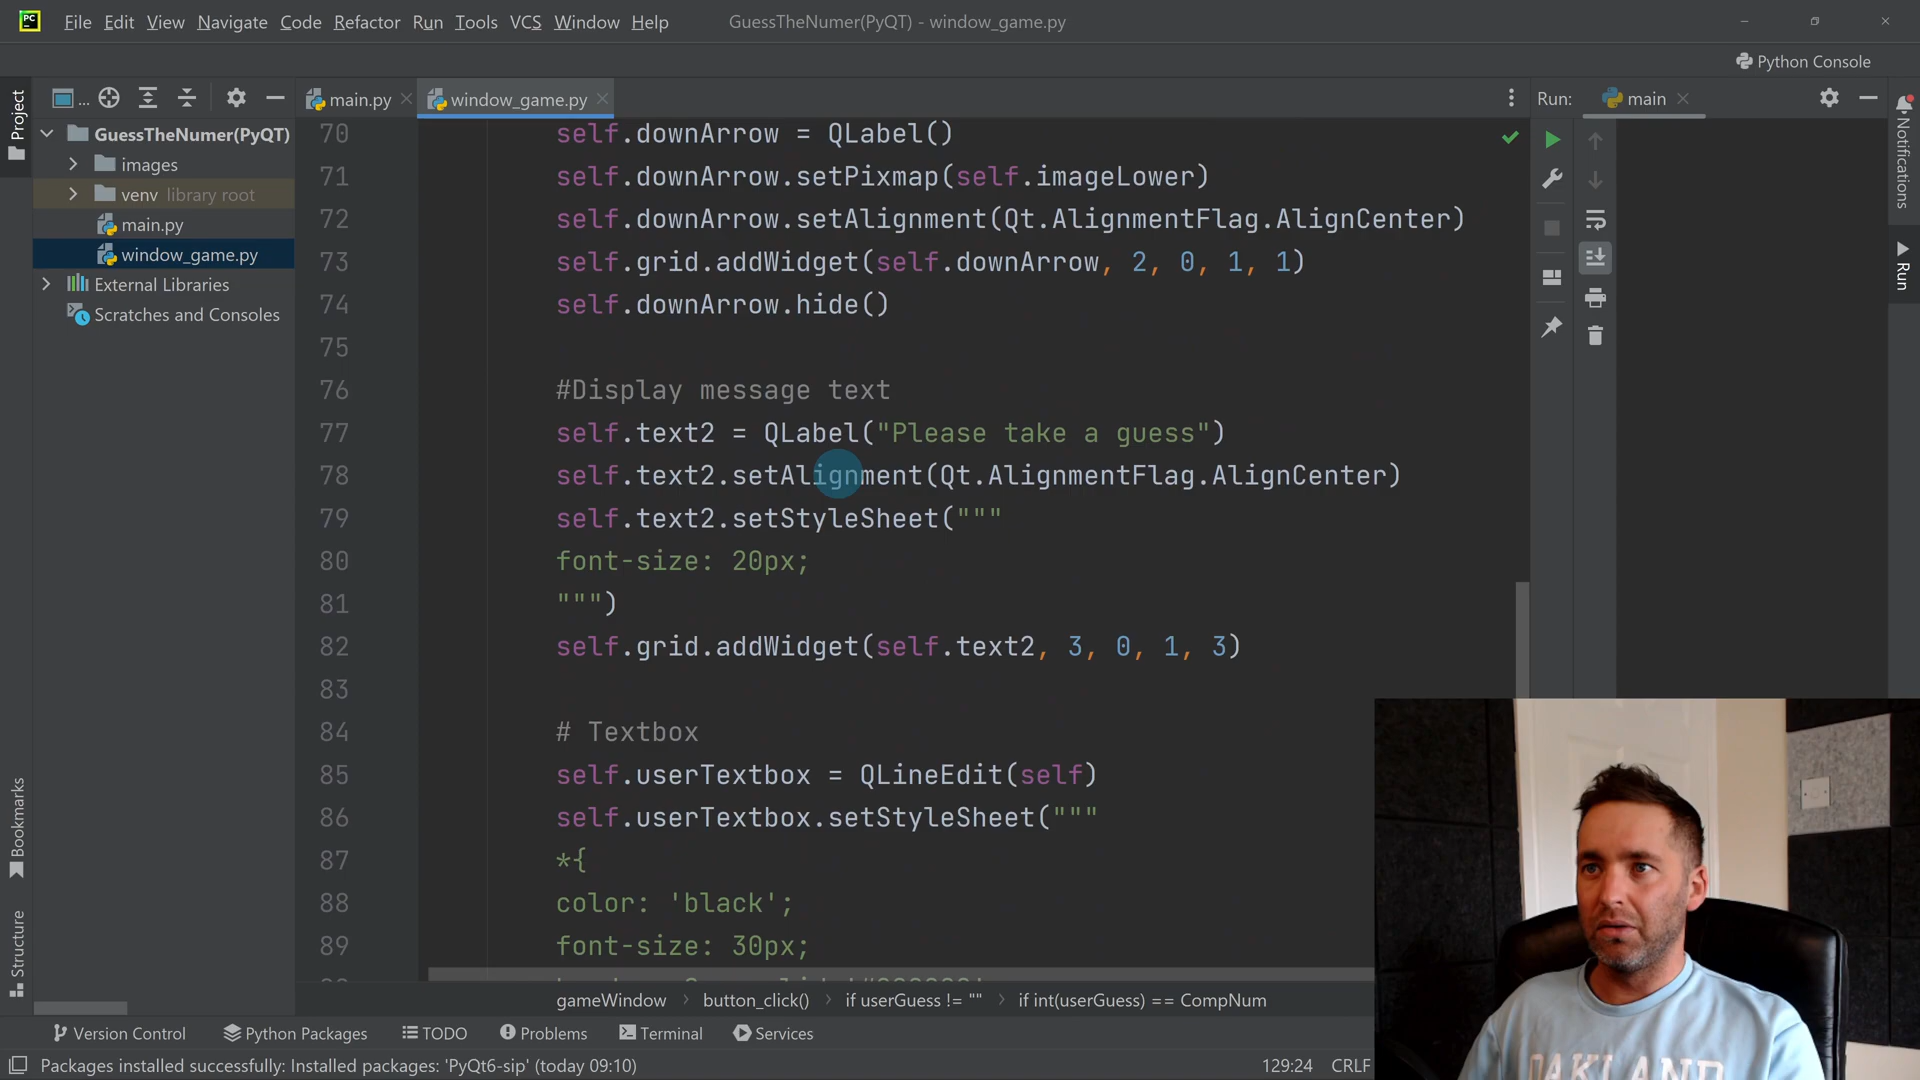 PC File Edit View Navigate Code Refactor Run Tools VCS Window Help GuessTheNumer(PyQT) - window_game.py
Python Console
Project ... main.py window_game.py Run: main
GuessTheNumer(PyQT)
images
venv library root
main.py
window_game.py
External Libraries
Scratches and Consoles
70 self.downArrow = QLabel()
71 self.downArrow.setPixmap(self.imageLower)
72 self.downArrow.setAlignment(Qt.AlignmentFlag.AlignCenter)
73 self.grid.addWidget(self.downArrow, 2, 0, 1, 1)
74 self.downArrow.hide()
75
76 #Display message text
77 self.text2 = QLabel("Please take a guess")
78 self.text2.setAlignment(Qt.AlignmentFlag.AlignCenter)
79 self.text2.setStyleSheet("""
80 font-size: 20px;
81 """)
82 self.grid.addWidget(self.text2, 3, 0, 1, 3)
83
84 # Textbox
85 self.userTextbox = QLineEdit(self)
86 self.userTextbox.setStyleSheet("""
87 *{
88 color: 'black';
89 font-size: 30px;
Notifications
Run
Bookmarks
Structure
gameWindow button_click() if userGuess != "" if int(userGuess) == CompNum
Version Control Python Packages TODO Problems Terminal Services
Packages installed successfully: Installed packages: 'PyQt6-sip' (today 09:10) 129:24 CRLF
OAKLAND